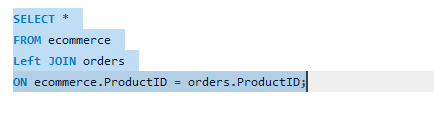 SELECT *
FROM ecommerce
Left JOIN orders
ON ecommerce.ProductID = orders.ProductID;